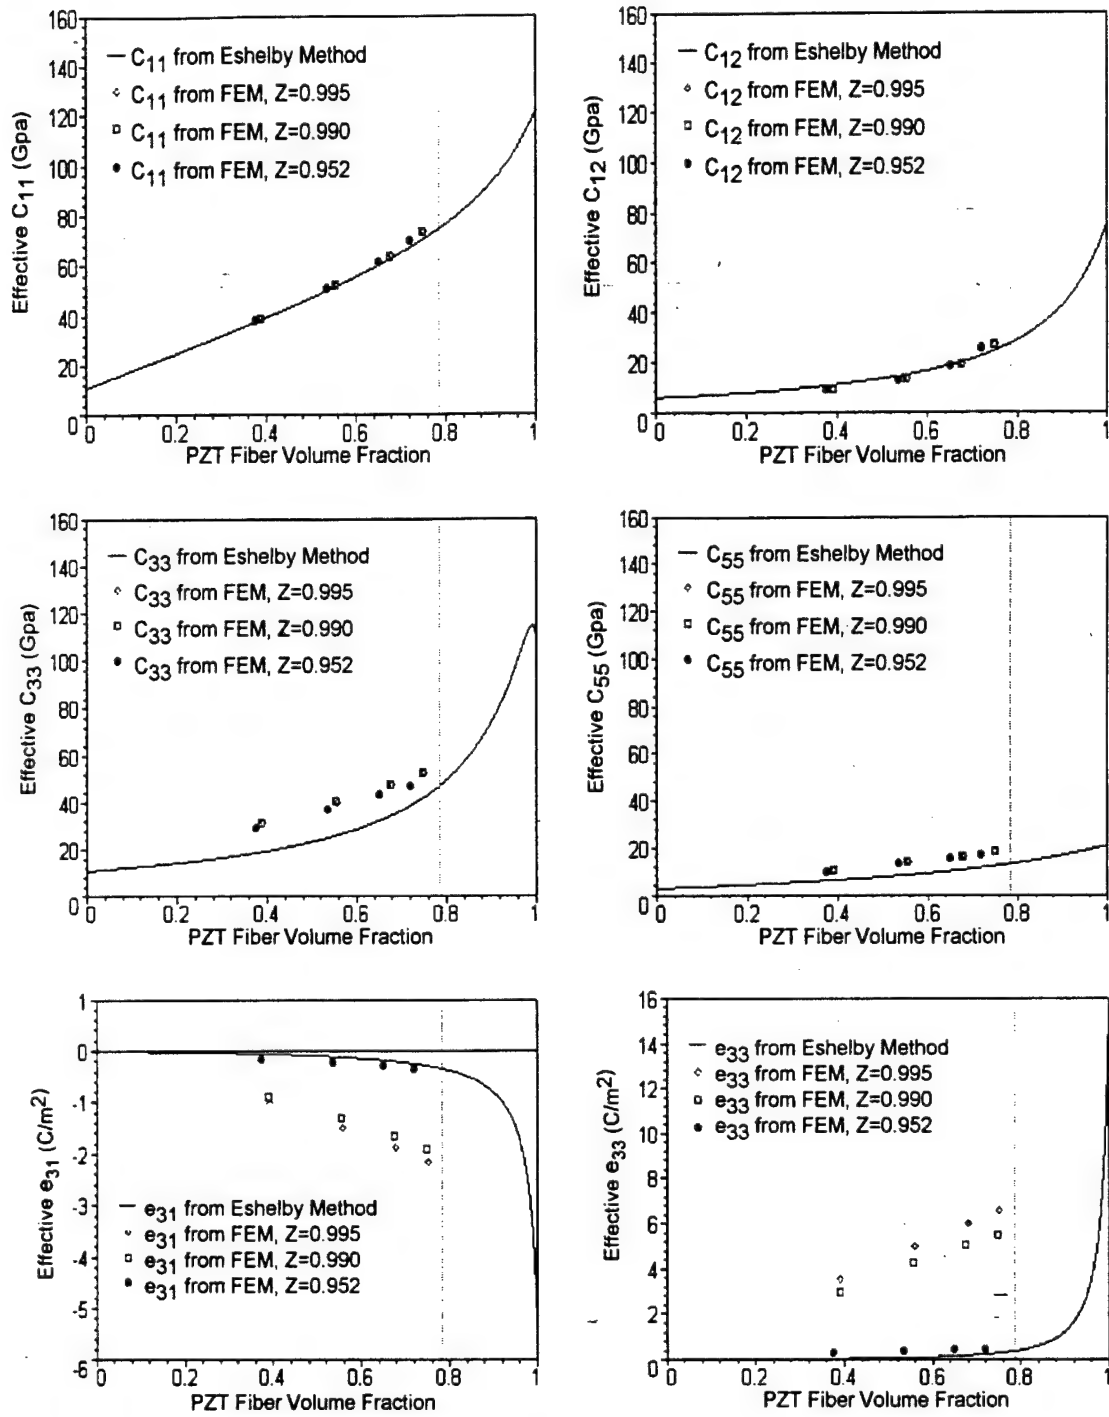 160
140
120
100
80
60
40
20
0
Effective C11 (Gpa)
— C11 from Eshelby Method
◇ C11 from FEM, Z=0.995
□ C11 from FEM, Z=0.990
• C11 from FEM, Z=0.952
0 0.2 0.4 0.6 0.8 1
PZT Fiber Volume Fraction
160
140
120
100
80
60
40
20
0
Effective C12 (Gpa)
— C12 from Eshelby Method
◇ C12 from FEM, Z=0.995
□ C12 from FEM, Z=0.990
• C12 from FEM, Z=0.952
0 0.2 0.4 0.6 0.8 1
PZT Fiber Volume Fraction
160
140
120
100
80
60
40
20
0
Effective C33 (Gpa)
— C33 from Eshelby Method
◇ C33 from FEM, Z=0.995
□ C33 from FEM, Z=0.990
• C33 from FEM, Z=0.952
0 0.2 0.4 0.6 0.8 1
PZT Fiber Volume Fraction
160
140
120
100
80
60
40
20
0
Effective C55 (Gpa)
— C55 from Eshelby Method
◇ C55 from FEM, Z=0.995
□ C55 from FEM, Z=0.990
• C55 from FEM, Z=0.952
0 0.2 0.4 0.6 0.8 1
PZT Fiber Volume Fraction
1
0
-1
-2
-3
-4
-5
-6
Effective e31 (C/m2)
— e31 from Eshelby Method
◇ e31 from FEM, Z=0.995
□ e31 from FEM, Z=0.990
• e31 from FEM, Z=0.952
0 0.2 0.4 0.6 0.8 1
PZT Fiber Volume Fraction
16
14
12
10
8
6
4
2
0
Effective e33 (C/m2)
— e33 from Eshelby Method
◇ e33 from FEM, Z=0.995
□ e33 from FEM, Z=0.990
• e33 from FEM, Z=0.952
0 0.2 0.4 0.6 0.8 1
PZT Fiber Volume Fraction